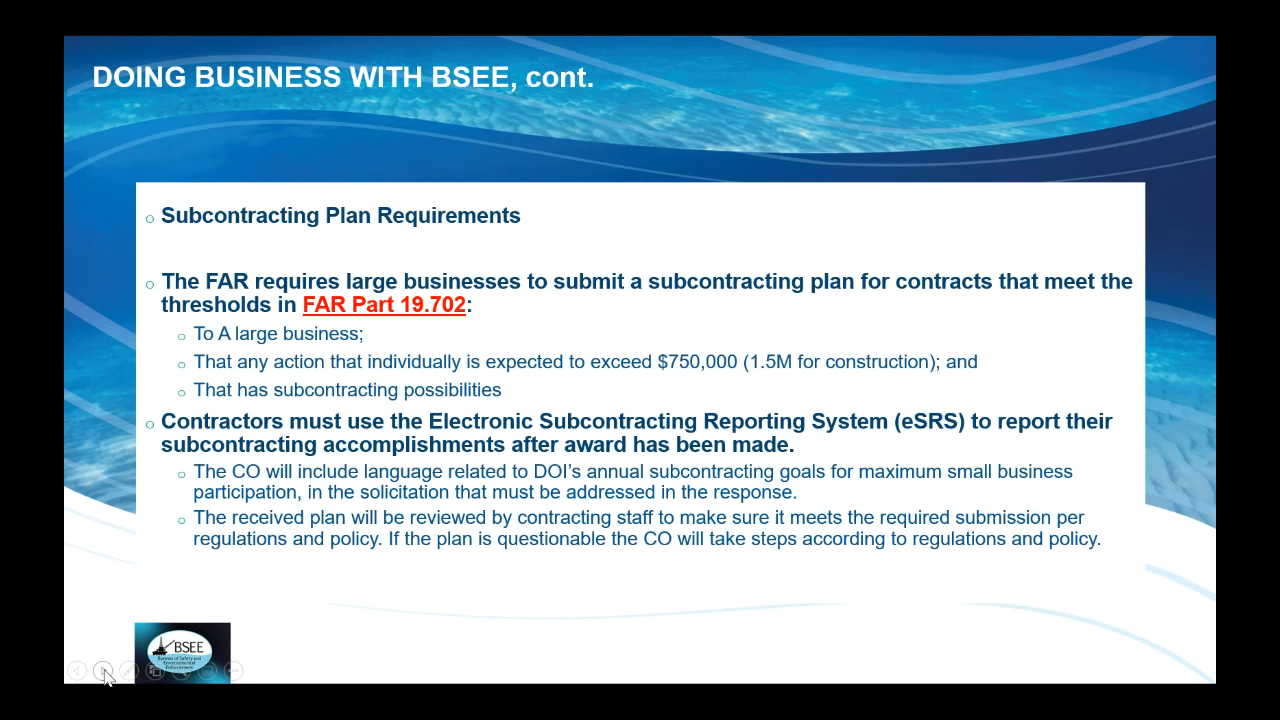 DOING BUSINESS WITH BSEE, cont.
Subcontracting Plan Requirements
The FAR requires large businesses to submit a subcontracting plan for contracts that meet the
thresholds in FAR Part 19.702:
To A large business;
That any action that individually is expected to exceed $750,000 (1.5M for construction); and
That has subcontracting possibilities
Contractors must use the Electronic Subcontracting Reporting System (eSRS) to report their
subcontracting accomplishments after award has been made.
The CO will include language related to DOI’s annual subcontracting goals for maximum small business
participation, in the solicitation that must be addressed in the response.
The received plan will be reviewed by contracting staff to make sure it meets the required submission per
regulations and policy. If the plan is questionable the CO will take steps according to regulations and policy.
BSEE
Bureau of Safety and
Environmental
Enforcement